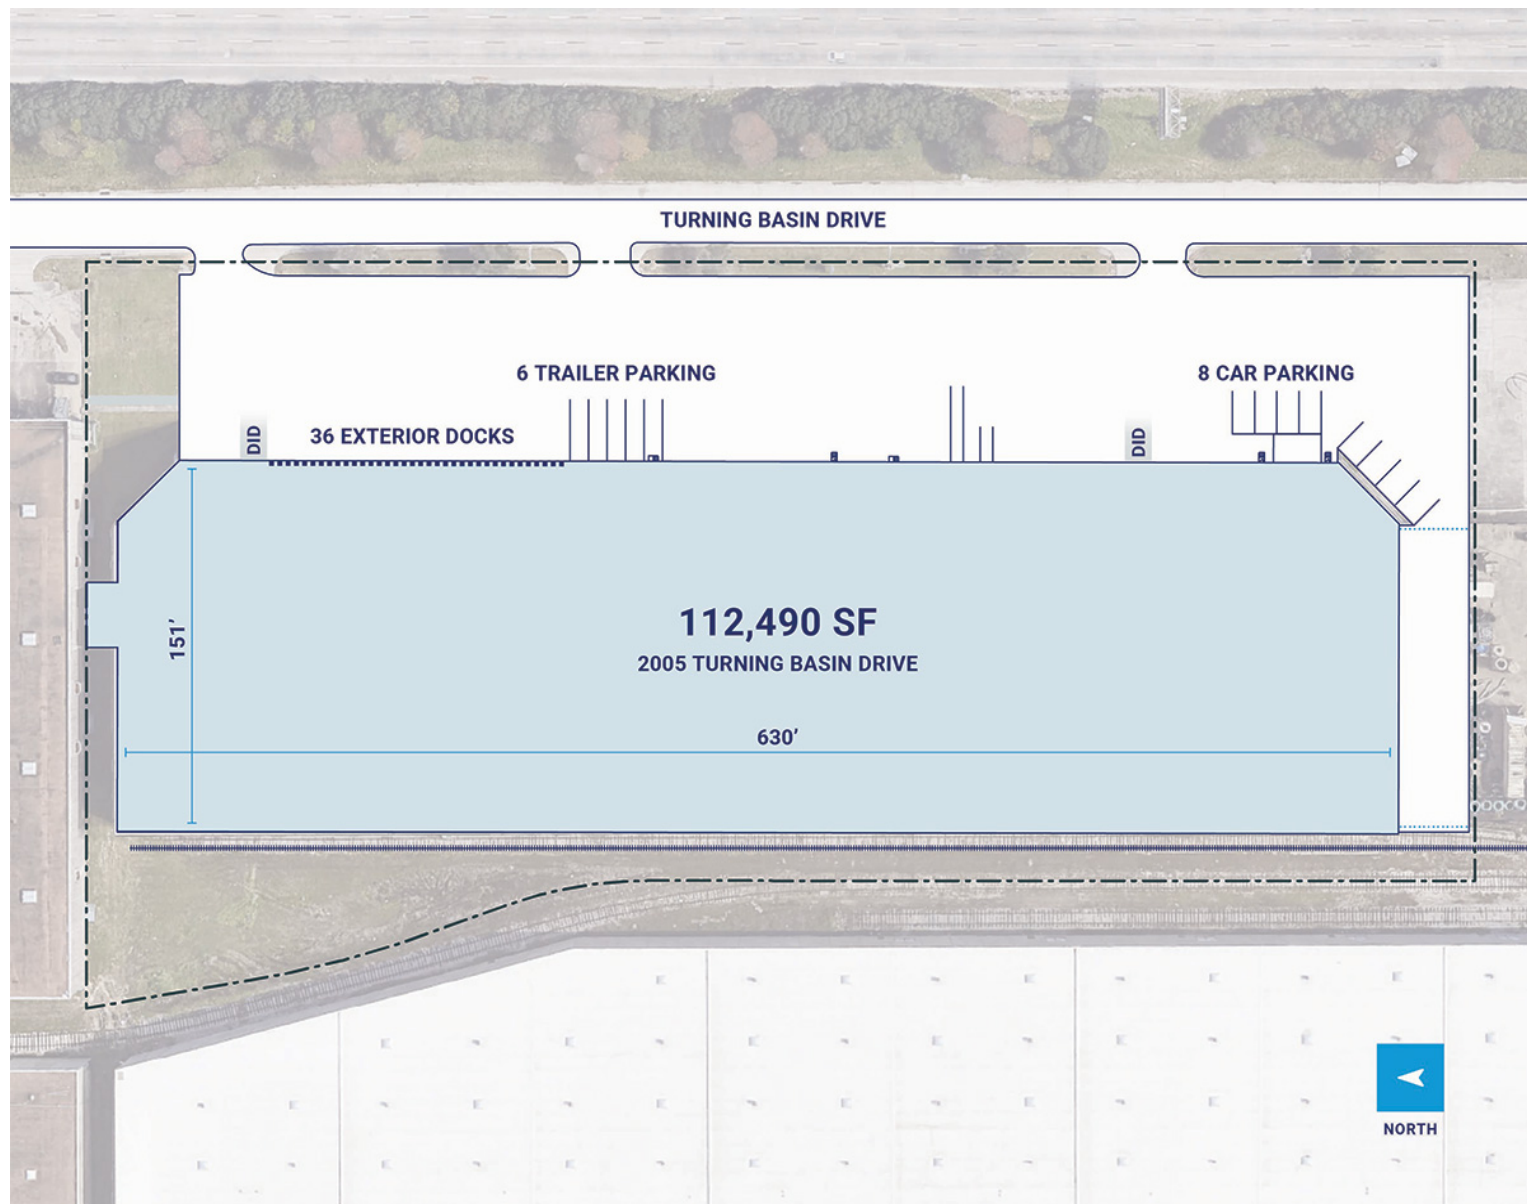 TURNING BASIN DRIVE
6 TRAILER PARKING
8 CAR PARKING
DID
36 EXTERIOR DOCKS
DID
112,490 SF
151’
2005 TURNING BASIN DRIVE
630’
NORTH